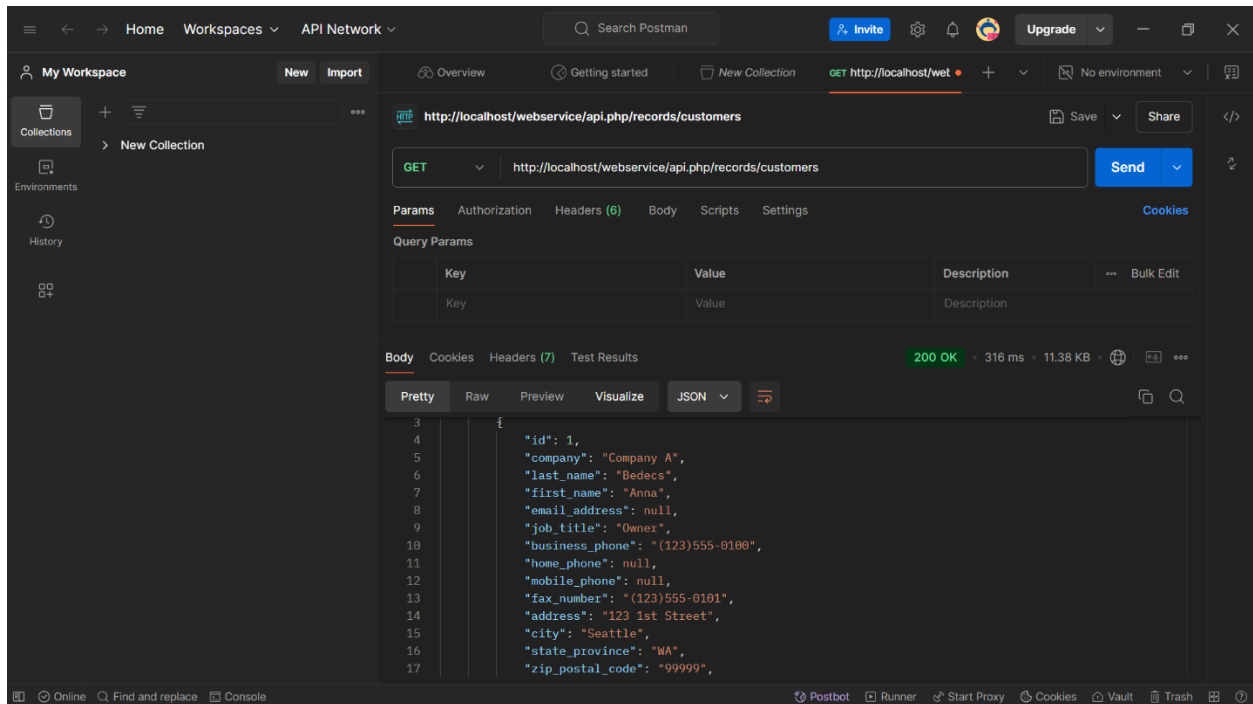 Home Workspaces API Network Search Postman Invite Upgrade
My Workspace New Import Overview Getting started New Collection GET http://localhost/wet No environment
Collections
Environments
History
New Collection
HTTP http://localhost/webservice/api.php/records/customers Save Share
GET http://localhost/webservice/api.php/records/customers Send
Params Authorization Headers (6) Body Scripts Settings Cookies
Query Params
Key Value Description Bulk Edit
Key Value Description
Body Cookies Headers (7) Test Results 200 OK 316 ms 11.38 KB
Pretty Raw Preview Visualize JSON
3 {
4 "id": 1,
5 "company": "Company A",
6 "last_name": "Bedecs",
7 "first_name": "Anna",
8 "email_address": null,
9 "job_title": "Owner",
10 "business_phone": "(123)555-0100",
11 "home_phone": null,
12 "mobile_phone": null,
13 "fax_number": "(123)555-0101",
14 "address": "123 1st Street",
15 "city": "Seattle",
16 "state_province": "WA",
17 "zip_postal_code": "99999",
Online Find and replace Console Postbot Runner Start Proxy Cookies Vault Trash